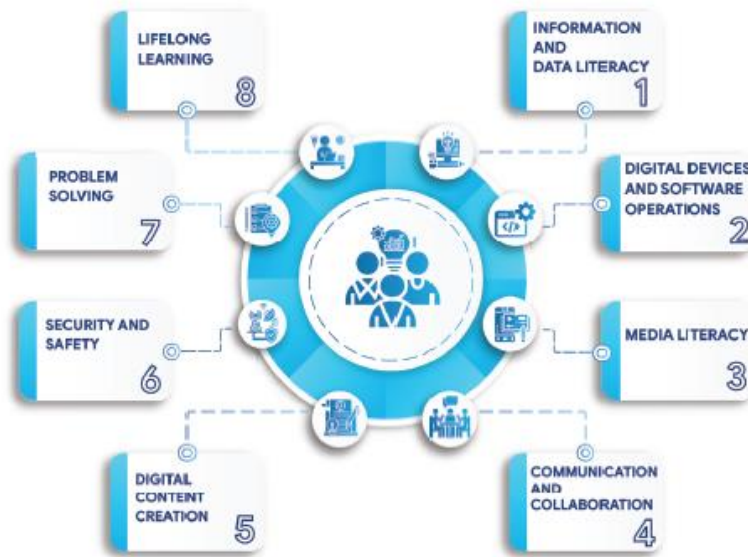 INFORMATION
AND
DATA LITERACY
1
DIGITAL DEVICES
AND SOFTWARE
OPERATIONS
2
MEDIA LITERACY
3
COMMUNICATION
AND
COLLABORATION
4
DIGITAL
CONTENT
CREATION
5
SECURITY AND
SAFETY
6
PROBLEM
SOLVING
7
LIFELONG
LEARNING
8